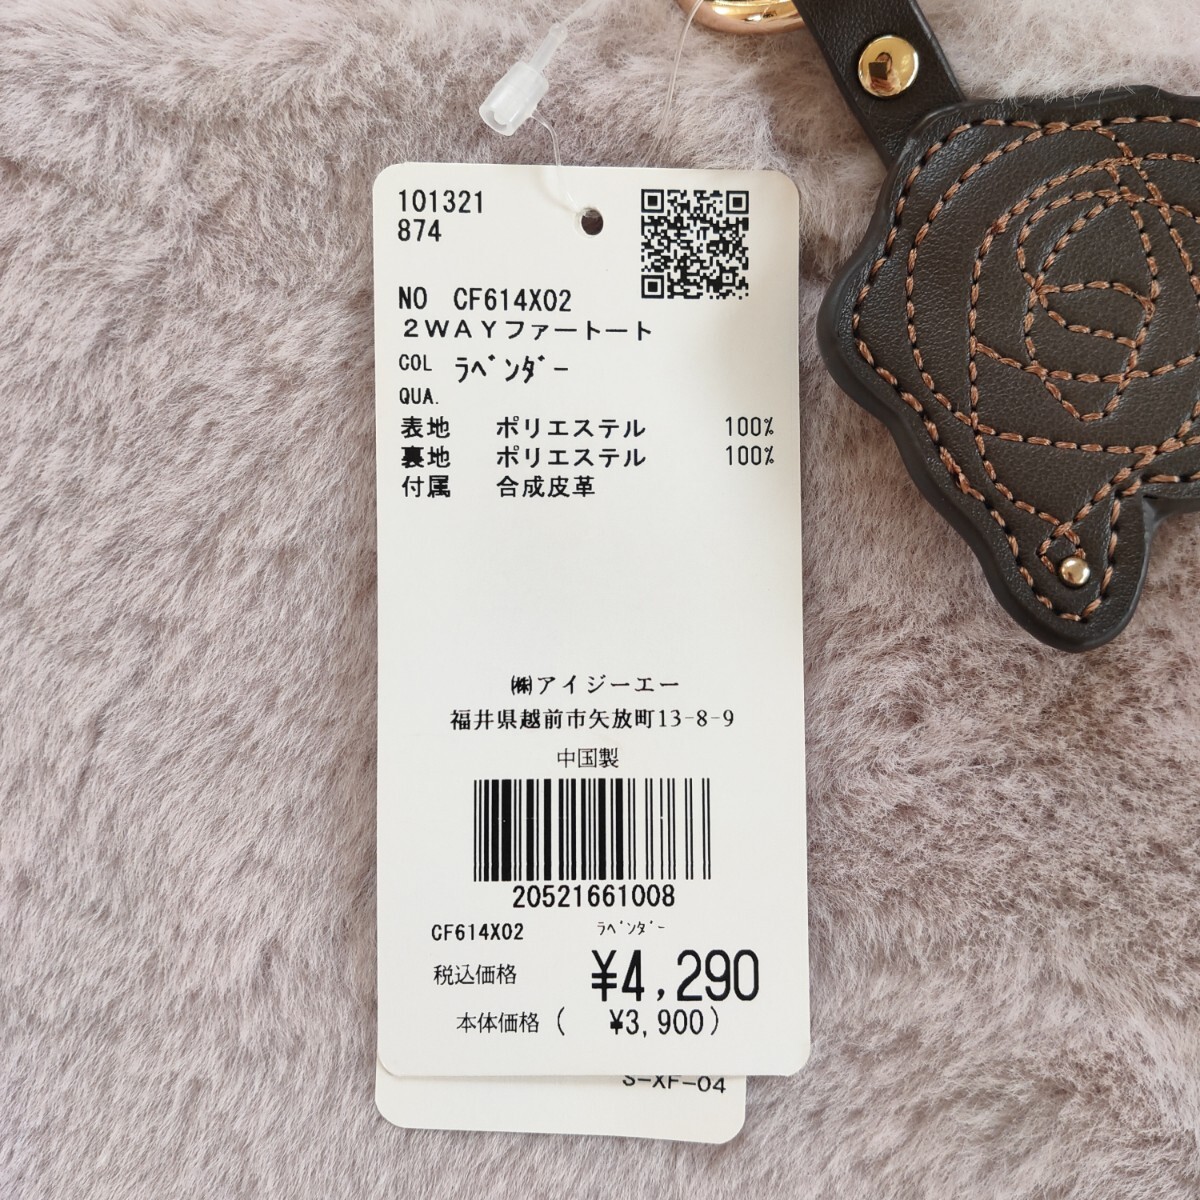 101321
874
NO CF614X02
2WAYファートート
COL ラベンダー
QUA.
表地 ポリエステル 100%
裏地 ポリエステル 100%
付属 合成皮革
㈱アイジーエー
福井県越前市矢放町13-8-9
中国製
20521661008
CF614X02 ラベンダー
税込価格 ¥4,290
本体価格 ( ¥3,900)
S-XF-04